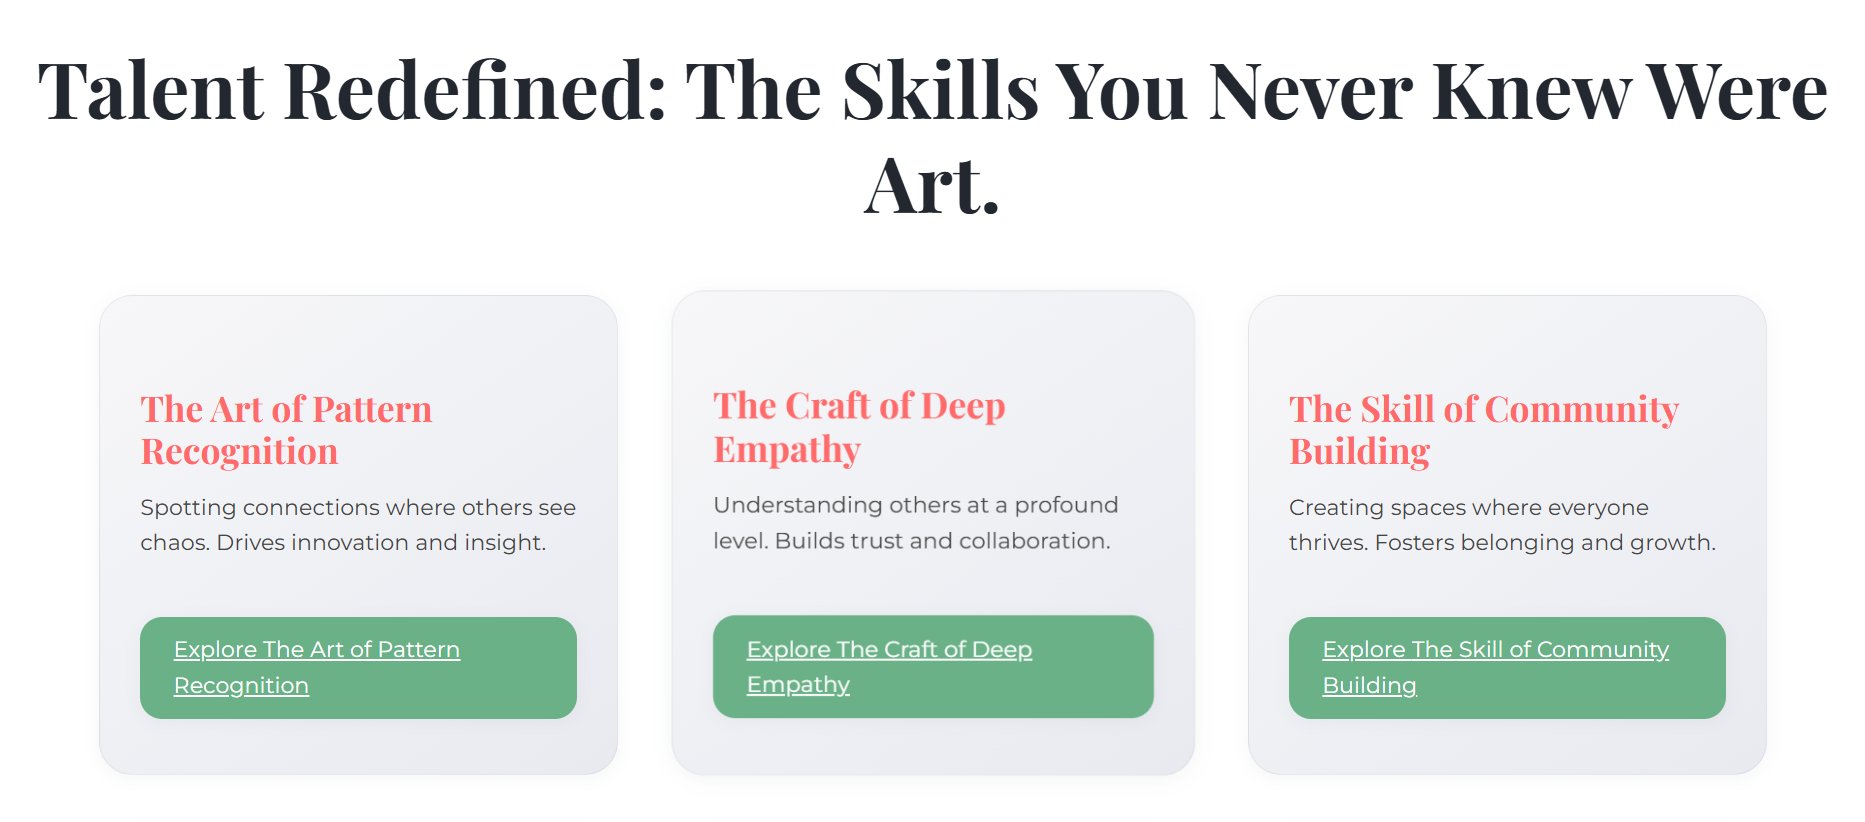 Talent Redefined: The Skills You Never Knew Were
Art.
The Art of Pattern
Recognition
Spotting connections where others see
chaos. Drives innovation and insight.
Explore The Art of Pattern
Recognition
The Craft of Deep
Empathy
Understanding others at a profound
level. Builds trust and collaboration.
Explore The Craft of Deep
Empathy
The Skill of Community
Building
Creating spaces where everyone
thrives. Fosters belonging and growth.
Explore The Skill of Community
Building